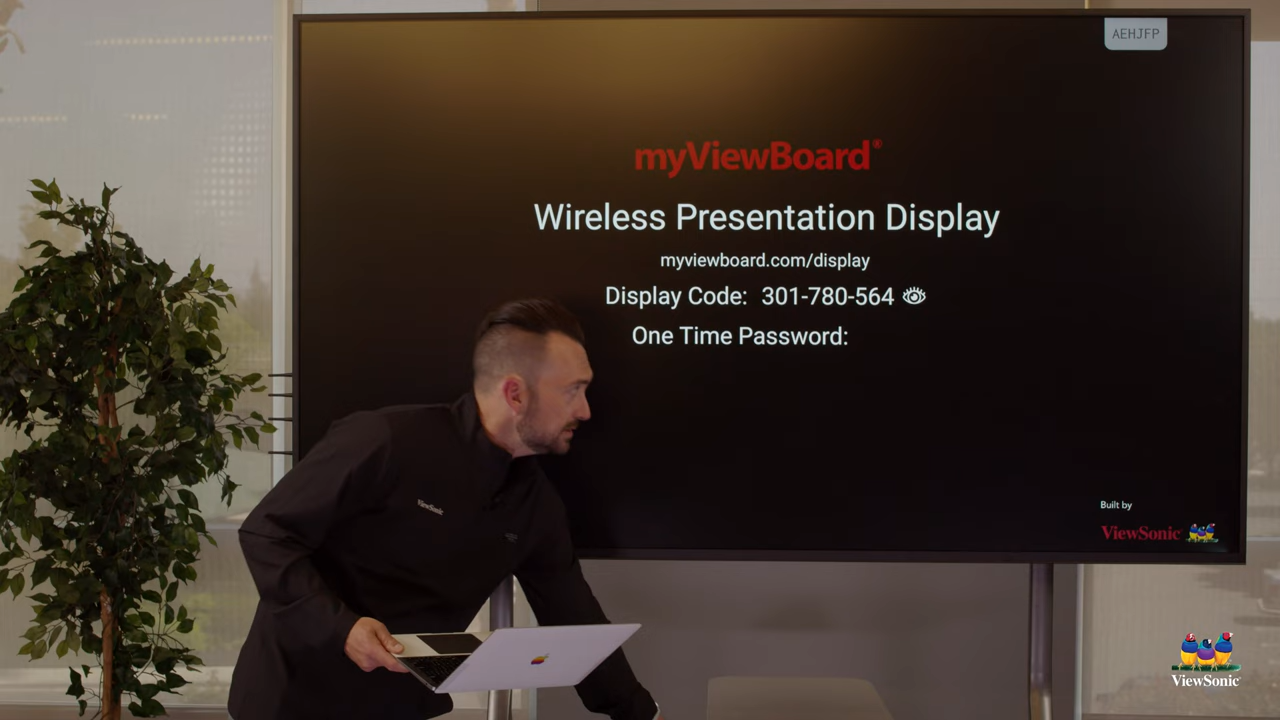 AEHJFP
myViewBoard®
Wireless Presentation Display
myviewboard.com/display
Display Code: 301-780-564
One Time Password:
ViewSonic
Built by
ViewSonic
ViewSonic